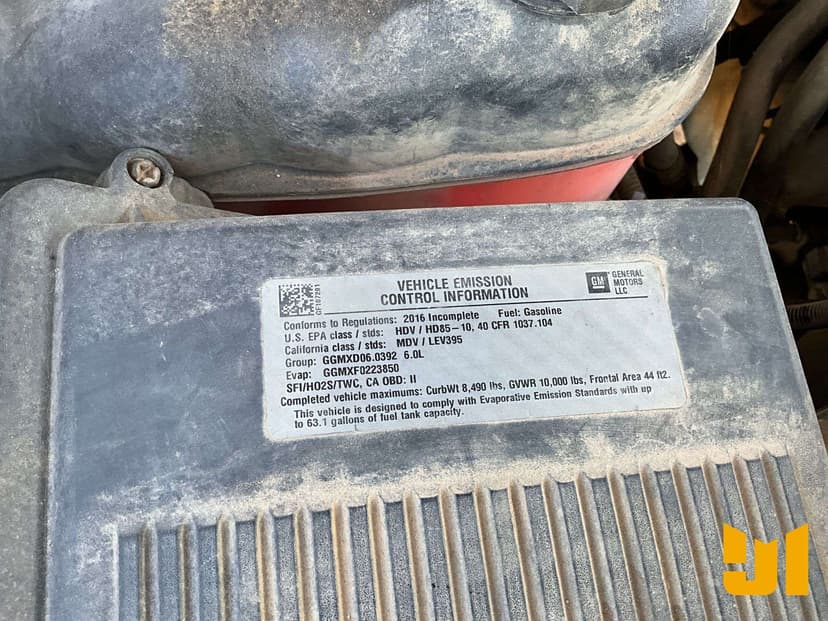 VEHICLE EMISSION
CONTROL INFORMATION
GM
GENERAL
MOTORS
LLC
CF107291
Conforms to Regulations: 2016 Incomplete Fuel: Gasoline
U.S. EPA class / stds: HDV / HD85-10, 40 CFR 1037.104
California class / stds: MDV / LEV395
Group: GGMXD06.0392 6.0L
Evap: GGMXF0223850
SFI/HO2S/TWC, CA OBD: II
Completed vehicle maximums: CurbWt 8,490 lbs, GVWR 10,000 lbs, Frontal Area 44 ft2.
This vehicle is designed to comply with Evaporative Emission Standards with up
to 63.1 gallons of fuel tank capacity.